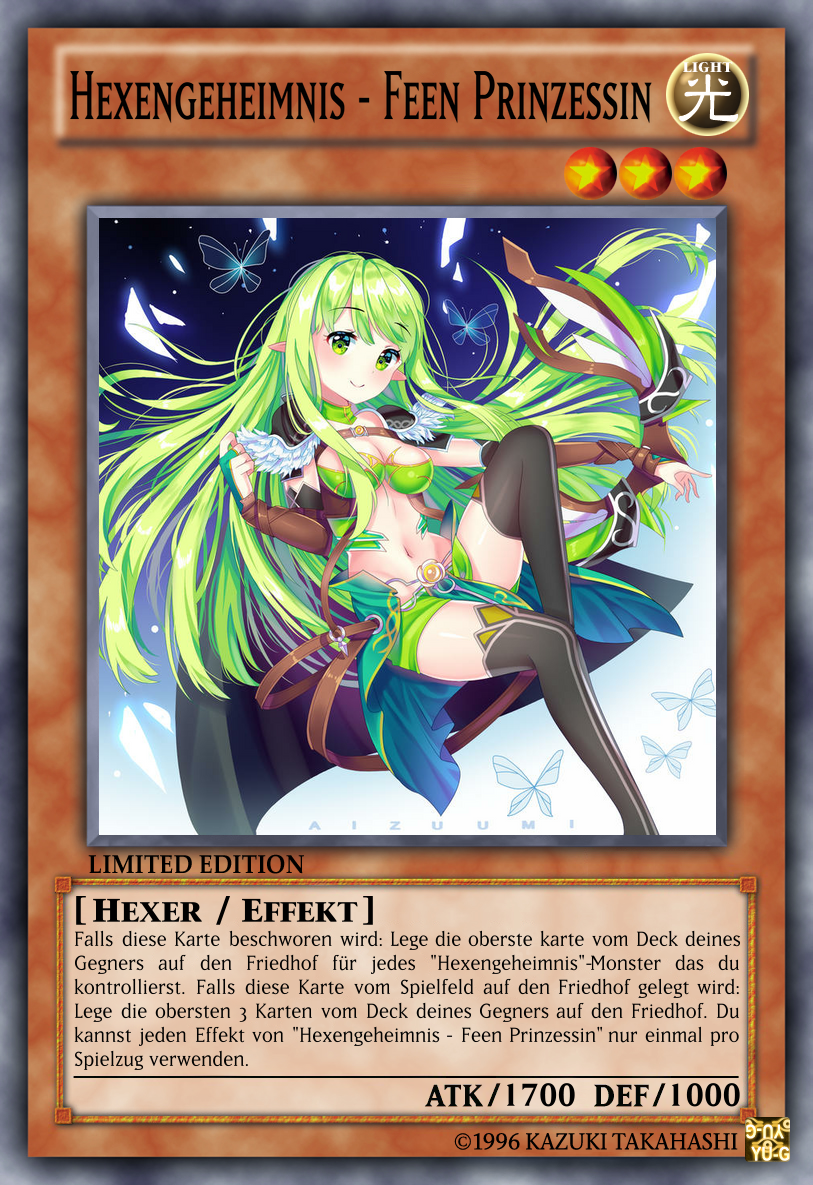 HEXENGEHEIMNIS - FEEN PRINZESSIN
LIGHT
光
AIZUUMI
LIMITED EDITION
[ HEXER / EFFEKT ]
Falls diese Karte beschworen wird: Lege die oberste karte vom Deck deines
Gegners auf den Friedhof für jedes "Hexengeheimnis"-Monster das du
kontrollierst. Falls diese Karte vom Spielfeld auf den Friedhof gelegt wird:
Lege die obersten 3 Karten vom Deck deines Gegners auf den Friedhof. Du
kannst jeden Effekt von "Hexengeheimnis - Feen Prinzessin" nur einmal pro
Spielzug verwenden.
ATK/1700 DEF/1000
©1996 KAZUKI TAKAHASHI